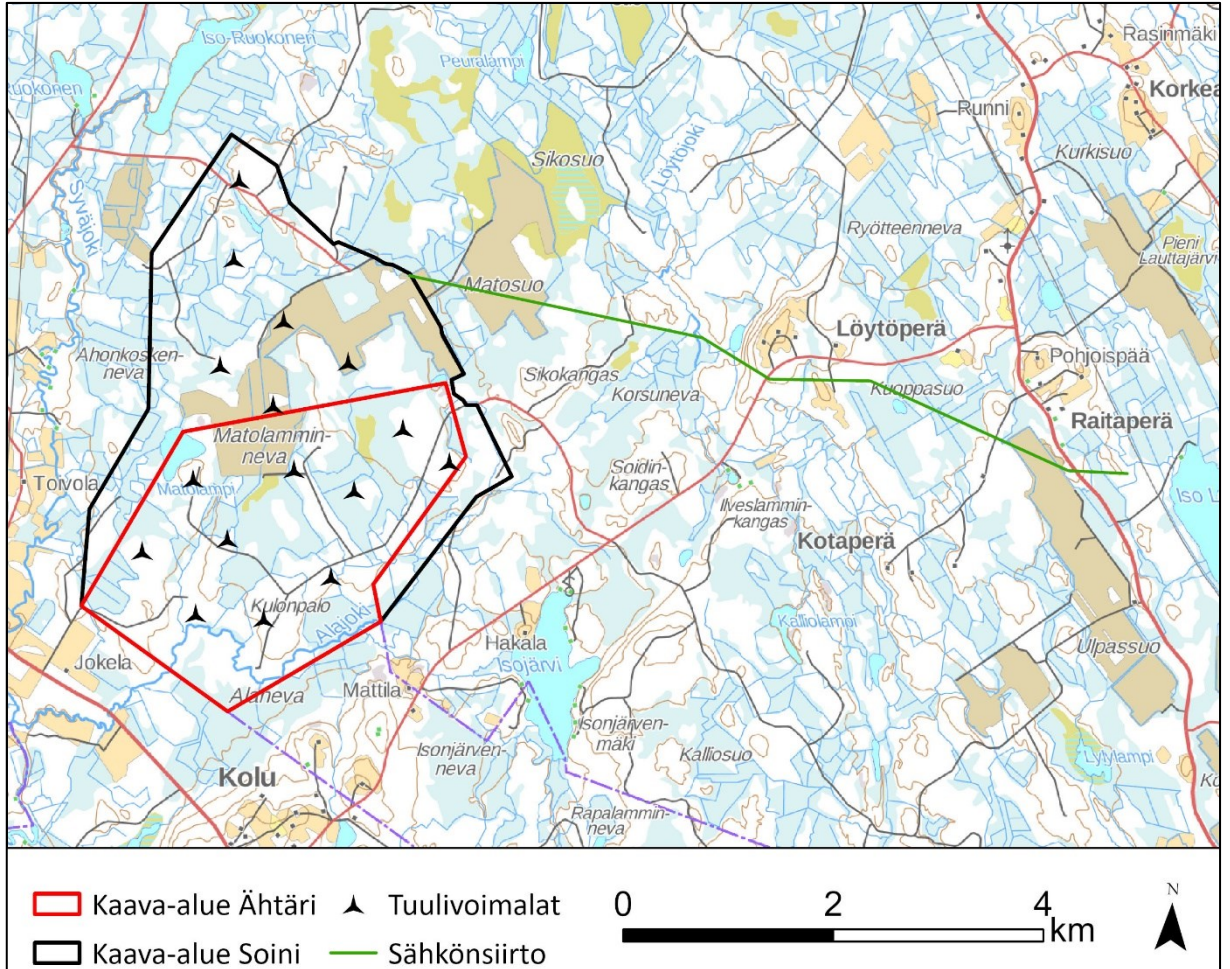 Iso-Ruokonen
Peuralampi
Rasinmäki
Ruokonen
Korkea
Runni
Kurkisuo
Sikosuo
Löytöjoki
Syväjoki
Ryötteenneva
Pieni
Lauttajärvi
Matosuo
Löytöperä
Ahonkosken-
neva
Pohjoispää
Sikokangas
Korsuneva
Kuoppasuo
Raitaperä
Matolammin-
neva
Toivola
Matolampi
Soidin-
kangas
Ilveslammin-
kangas
Iso L
Kotaperä
Kulonpalo
Alajoki
Kalliolampi
Hakala
Isojärvi
Ulpassuo
Jokela
Mattila
Alaneva
Isonjärven-
neva
Isonjärven-
mäki
Kalliosuo
Lytylampi
Kolu
Rapalammin-
neva
Kaava-alue Ähtäri
Tuulivoimalat
0 2 4
km
N
Kaava-alue Soini
Sähkönsiirto